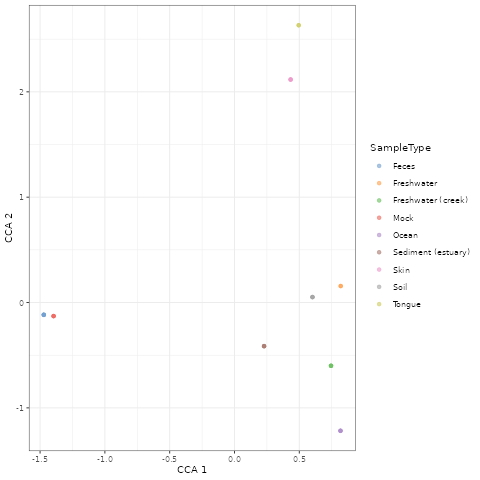 2
1
0
-1
CCA 2
-1.5
-1.0
-0.5
0.0
0.5
CCA 1
SampleType
Feces
Freshwater
Freshwater (creek)
Mock
Ocean
Sediment (estuary)
Skin
Soil
Tongue